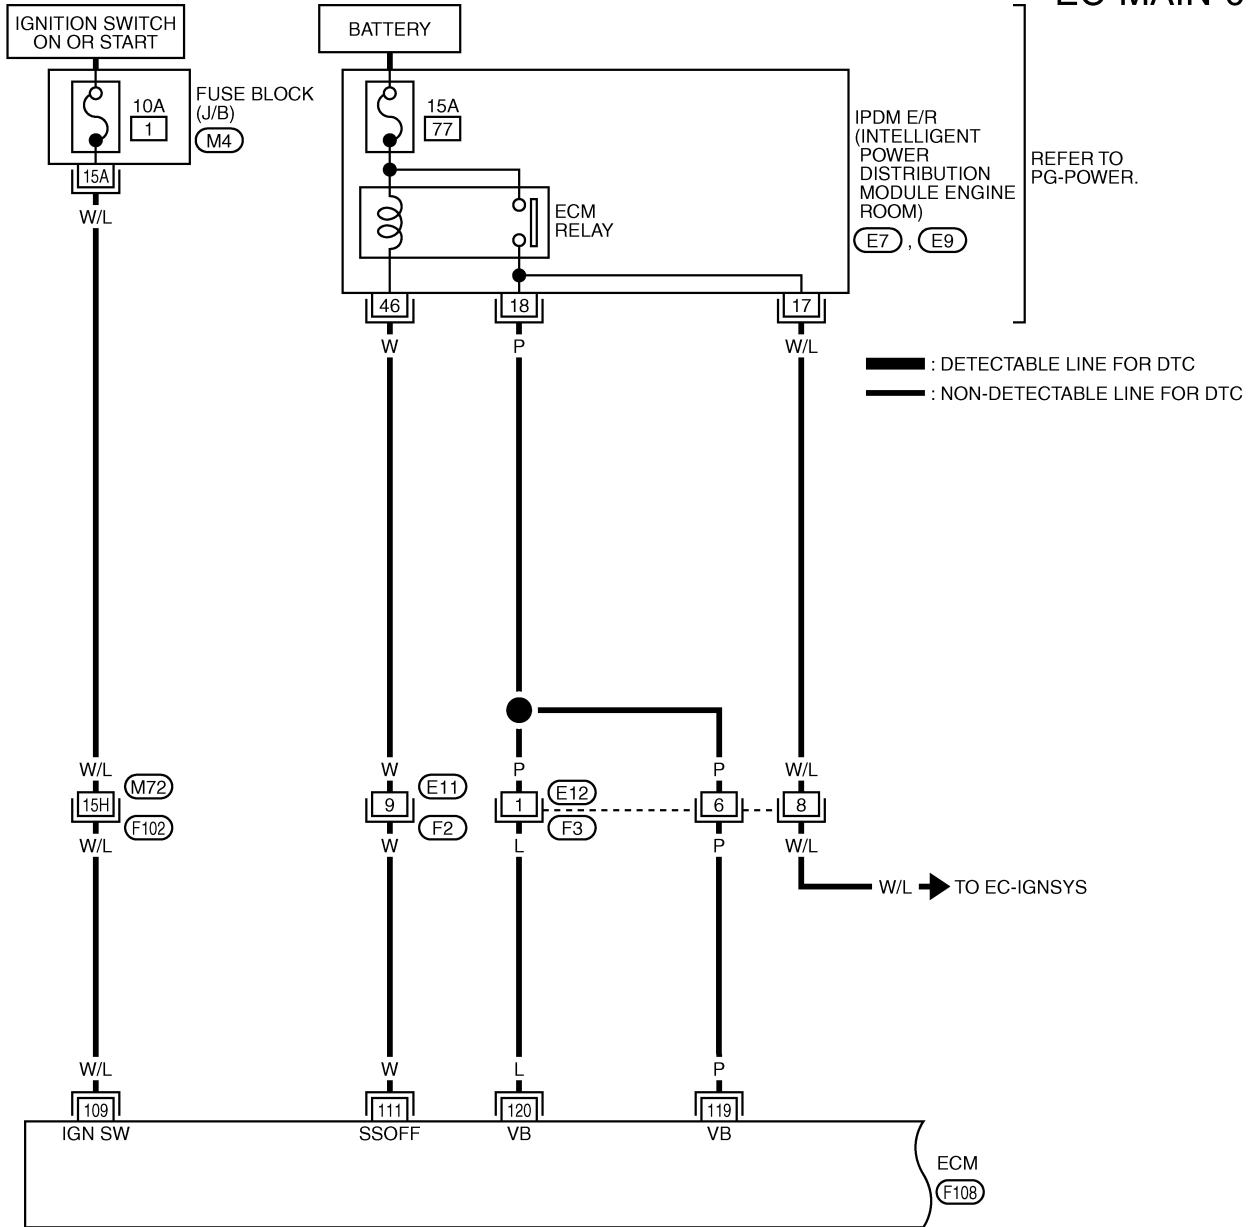 IGNITION SWITCH
ON OR START
BATTERY
10A
1
FUSE BLOCK
(J/B)
M4
15A
77
IPDM E/R
(INTELLIGENT
POWER
DISTRIBUTION
MODULE ENGINE
ROOM)
E7 , E9
REFER TO
PG-POWER.
15A
W/L
ECM
RELAY
46
18
17
W
P
W/L
: DETECTABLE LINE FOR DTC
: NON-DETECTABLE LINE FOR DTC
W/L
W
P
P
W/L
M72
E11
E12
15H
9
1
6
8
F102
F2
F3
W/L
W
L
P
W/L
W/L
TO EC-IGNSYS
W/L
W
L
P
109
111
120
119
IGN SW
SSOFF
VB
VB
ECM
F108